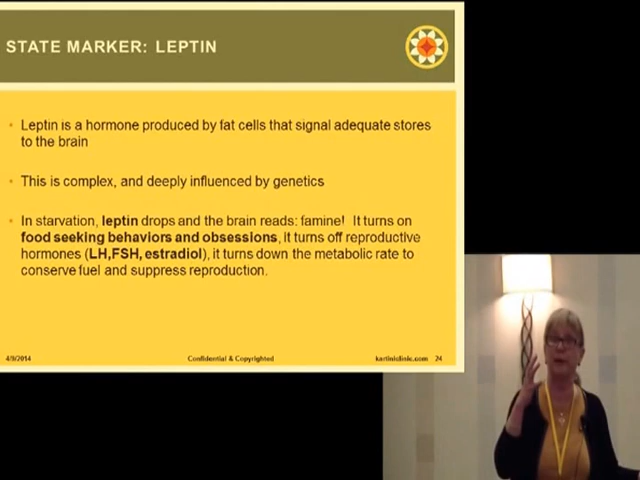 STATE MARKER: LEPTIN
• Leptin is a hormone produced by fat cells that signal adequate stores
to the brain
• This is complex, and deeply influenced by genetics
• In starvation, leptin drops and the brain reads: famine! It turns on
food seeking behaviors and obsessions, it turns off reproductive
hormones (LH,FSH, estradiol), it turns down the metabolic rate to
conserve fuel and suppress reproduction.
4/9/2014 Confidential & Copyrighted kartiniclinic.com 24